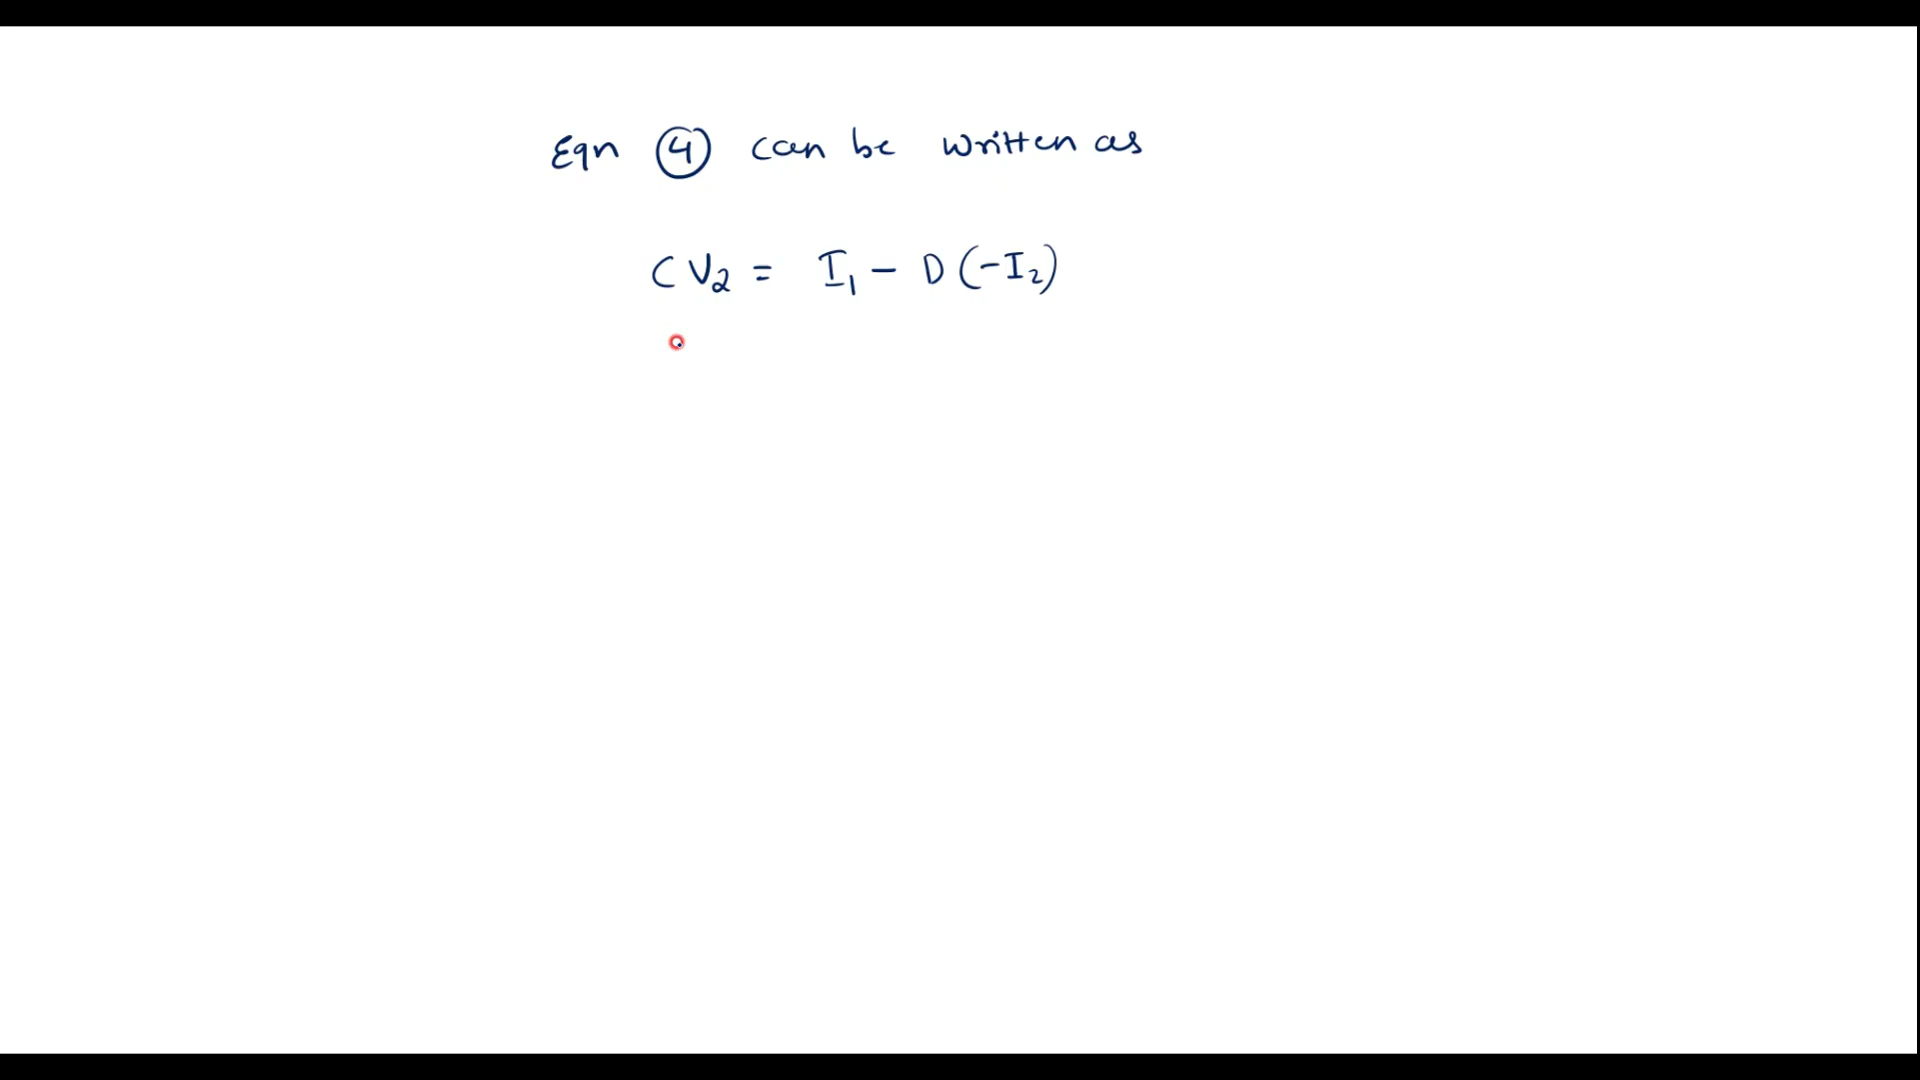 Eqn ④ can be written as
C V₂ = I₁ - D (-I₂)